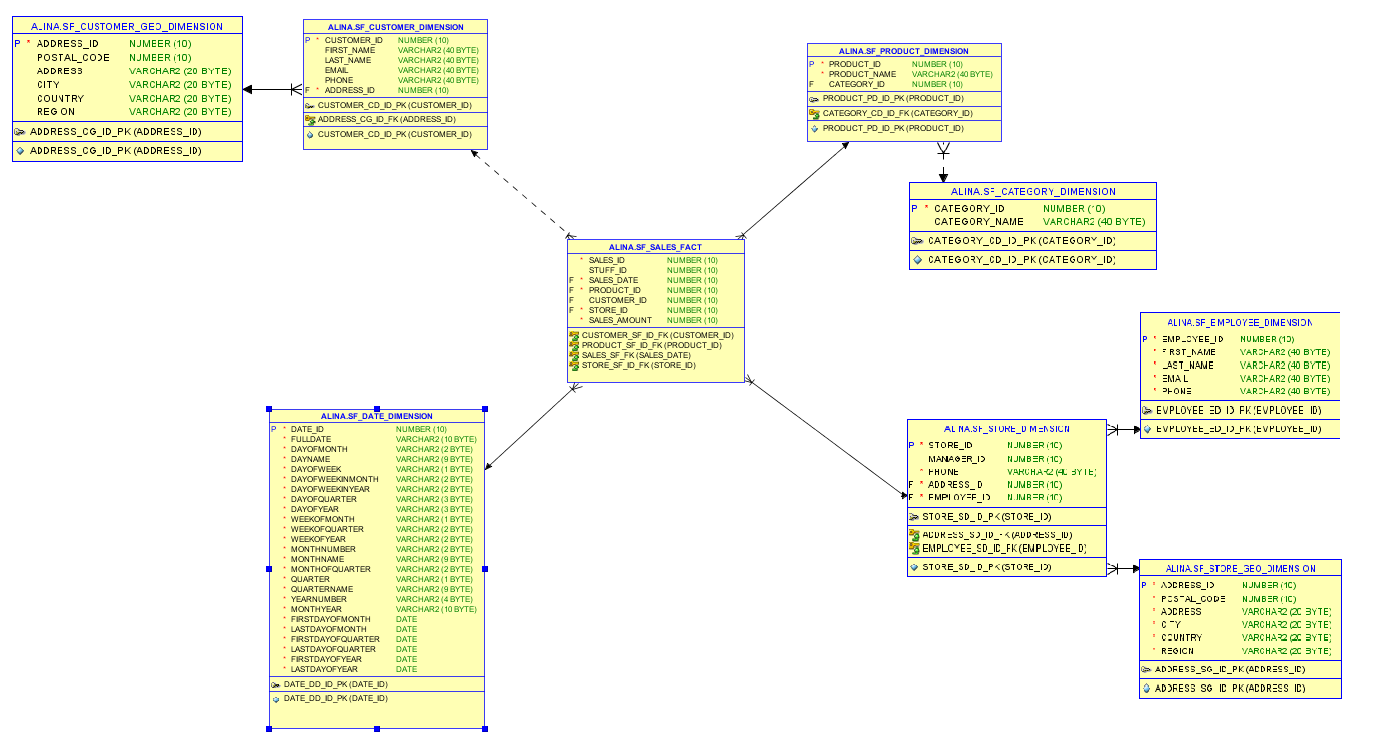 ALINA.SF_CUSTOMER_GEO_DIMENSION
P * ADDRESS_ID NUMBER (10)
POSTAL_CODE NUMBER (10)
ADDRESS VARCHAR2 (20 BYTE)
CITY VARCHAR2 (20 BYTE)
COUNTRY VARCHAR2 (20 BYTE)
REGION VARCHAR2 (20 BYTE)
ADDRESS_CG_ID_PK (ADDRESS_ID)
ADDRESS_CG_ID_PK (ADDRESS_ID)
ALINA.SF_CUSTOMER_DIMENSION
P * CUSTOMER_ID NUMBER (10)
FIRST_NAME VARCHAR2 (40 BYTE)
LAST_NAME VARCHAR2 (40 BYTE)
EMAIL VARCHAR2 (40 BYTE)
PHONE VARCHAR2 (40 BYTE)
F * ADDRESS_ID NUMBER (10)
CUSTOMER_CD_ID_PK (CUSTOMER_ID)
ADDRESS_CG_ID_FK (ADDRESS_ID)
CUSTOMER_CD_ID_PK (CUSTOMER_ID)
ALINA.SF_PRODUCT_DIMENSION
P * PRODUCT_ID NUMBER (10)
* PRODUCT_NAME VARCHAR2 (40 BYTE)
F CATEGORY_ID NUMBER (10)
PRODUCT_PD_ID_PK (PRODUCT_ID)
CATEGORY_CD_ID_FK (CATEGORY_ID)
PRODUCT_PD_ID_PK (PRODUCT_ID)
ALINA.SF_CATEGORY_DIMENSION
P * CATEGORY_ID NUMBER (10)
CATEGORY_NAME VARCHAR2 (40 BYTE)
CATEGORY_CD_ID_PK (CATEGORY_ID)
CATEGORY_CD_ID_PK (CATEGORY_ID)
ALINA.SF_SALES_FACT
* SALES_ID NUMBER (10)
STUFF_ID NUMBER (10)
F * SALES_DATE NUMBER (10)
F * PRODUCT_ID NUMBER (10)
F CUSTOMER_ID NUMBER (10)
F * STORE_ID NUMBER (10)
* SALES_AMOUNT NUMBER (10)
CUSTOMER_SF_ID_FK (CUSTOMER_ID)
PRODUCT_SF_ID_FK (PRODUCT_ID)
SALES_SF_FK (SALES_DATE)
STORE_SF_ID_FK (STORE_ID)
ALINA.SF_EMPLOYEE_DIMENSION
P * EMPLOYEE_ID NUMBER (10)
* FIRST_NAME VARCHAR2 (40 BYTE)
* LAST_NAME VARCHAR2 (40 BYTE)
* EMAIL VARCHAR2 (40 BYTE)
* PHONE VARCHAR2 (40 BYTE)
EMPLOYEE_ED_ID_PK (EMPLOYEE_ID)
EMPLOYEE_ED_ID_PK (EMPLOYEE_ID)
ALINA.SF_DATE_DIMENSION
P * DATE_ID NUMBER (10)
* FULLDATE VARCHAR2 (10 BYTE)
* DAYOFMONTH VARCHAR2 (2 BYTE)
* DAYNAME VARCHAR2 (9 BYTE)
* DAYOFWEEK VARCHAR2 (1 BYTE)
* DAYOFWEEKINMONTH VARCHAR2 (2 BYTE)
* DAYOFWEEKINYEAR VARCHAR2 (2 BYTE)
* DAYOFQUARTER VARCHAR2 (3 BYTE)
* DAYOFYEAR VARCHAR2 (3 BYTE)
* WEEKOFMONTH VARCHAR2 (1 BYTE)
* WEEKOFQUARTER VARCHAR2 (2 BYTE)
* WEEKOFYEAR VARCHAR2 (2 BYTE)
* MONTHNUMBER VARCHAR2 (2 BYTE)
* MONTHNAME VARCHAR2 (9 BYTE)
* MONTHOFQUARTER VARCHAR2 (2 BYTE)
* QUARTER VARCHAR2 (1 BYTE)
* QUARTERNAME VARCHAR2 (9 BYTE)
* YEARNUMBER VARCHAR2 (4 BYTE)
* MONTHYEAR VARCHAR2 (10 BYTE)
* FIRSTDAYOFMONTH DATE
* LASTDAYOFMONTH DATE
* FIRSTDAYOFQUARTER DATE
* LASTDAYOFQUARTER DATE
* FIRSTDAYOFYEAR DATE
* LASTDAYOFYEAR DATE
DATE_DD_ID_PK (DATE_ID)
DATE_DD_ID_PK (DATE_ID)
ALINA.SF_STORE_DIMENSION
P * STORE_ID NUMBER (10)
MANAGER_ID NUMBER (10)
* PHONE VARCHAR2 (40 BYTE)
F * ADDRESS_ID NUMBER (10)
F * EMPLOYEE_ID NUMBER (10)
STORE_SD_ID_PK (STORE_ID)
ADDRESS_SD_ID_FK (ADDRESS_ID)
EMPLOYEE_SD_ID_FK (EMPLOYEE_ID)
STORE_SD_ID_PK (STORE_ID)
ALINA.SF_STORE_GEO_DIMENSION
P * ADDRESS_ID NUMBER (10)
* POSTAL_CODE NUMBER (10)
* ADDRESS VARCHAR2 (20 BYTE)
* CITY VARCHAR2 (20 BYTE)
* COUNTRY VARCHAR2 (20 BYTE)
* REGION VARCHAR2 (20 BYTE)
ADDRESS_SG_ID_PK (ADDRESS_ID)
ADDRESS_SG_ID_PK (ADDRESS_ID)